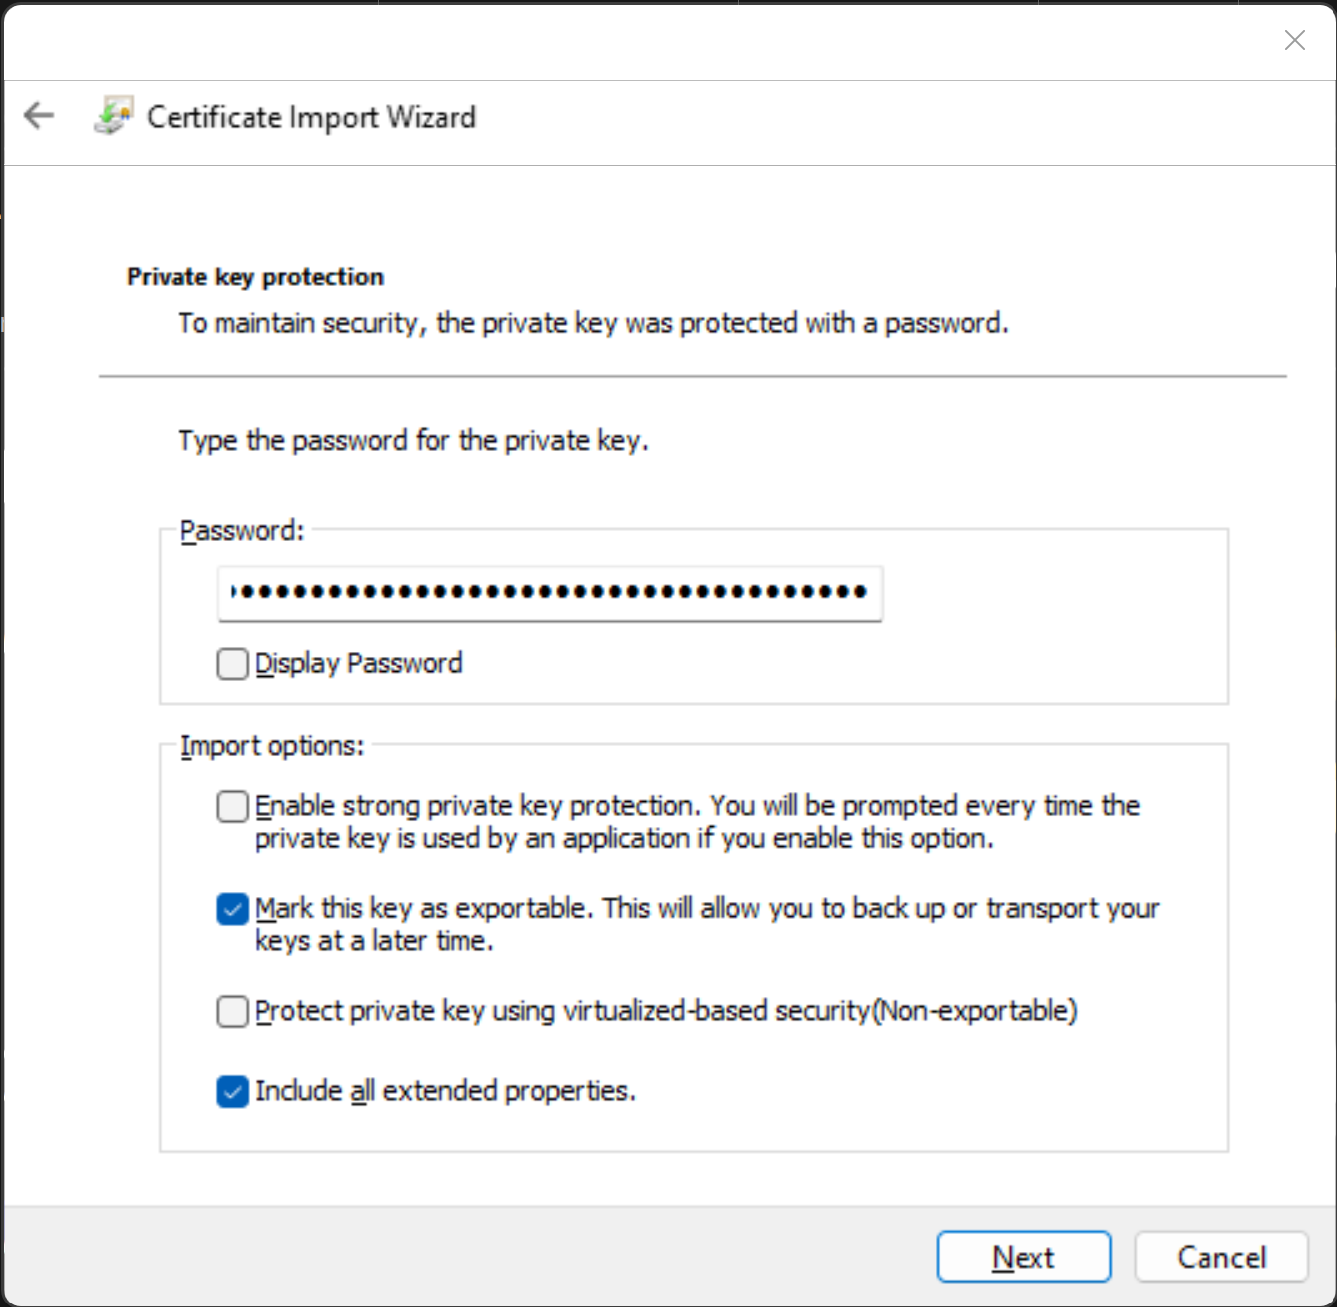 Certificate Import Wizard
Private key protection
To maintain security, the private key was protected with a password.
Type the password for the private key.
Password:
Display Password
Import options:
Enable strong private key protection. You will be prompted every time the
private key is used by an application if you enable this option.
Mark this key as exportable. This will allow you to back up or transport your
keys at a later time.
Protect private key using virtualized-based security(Non-exportable)
Include all extended properties.
Next
Cancel